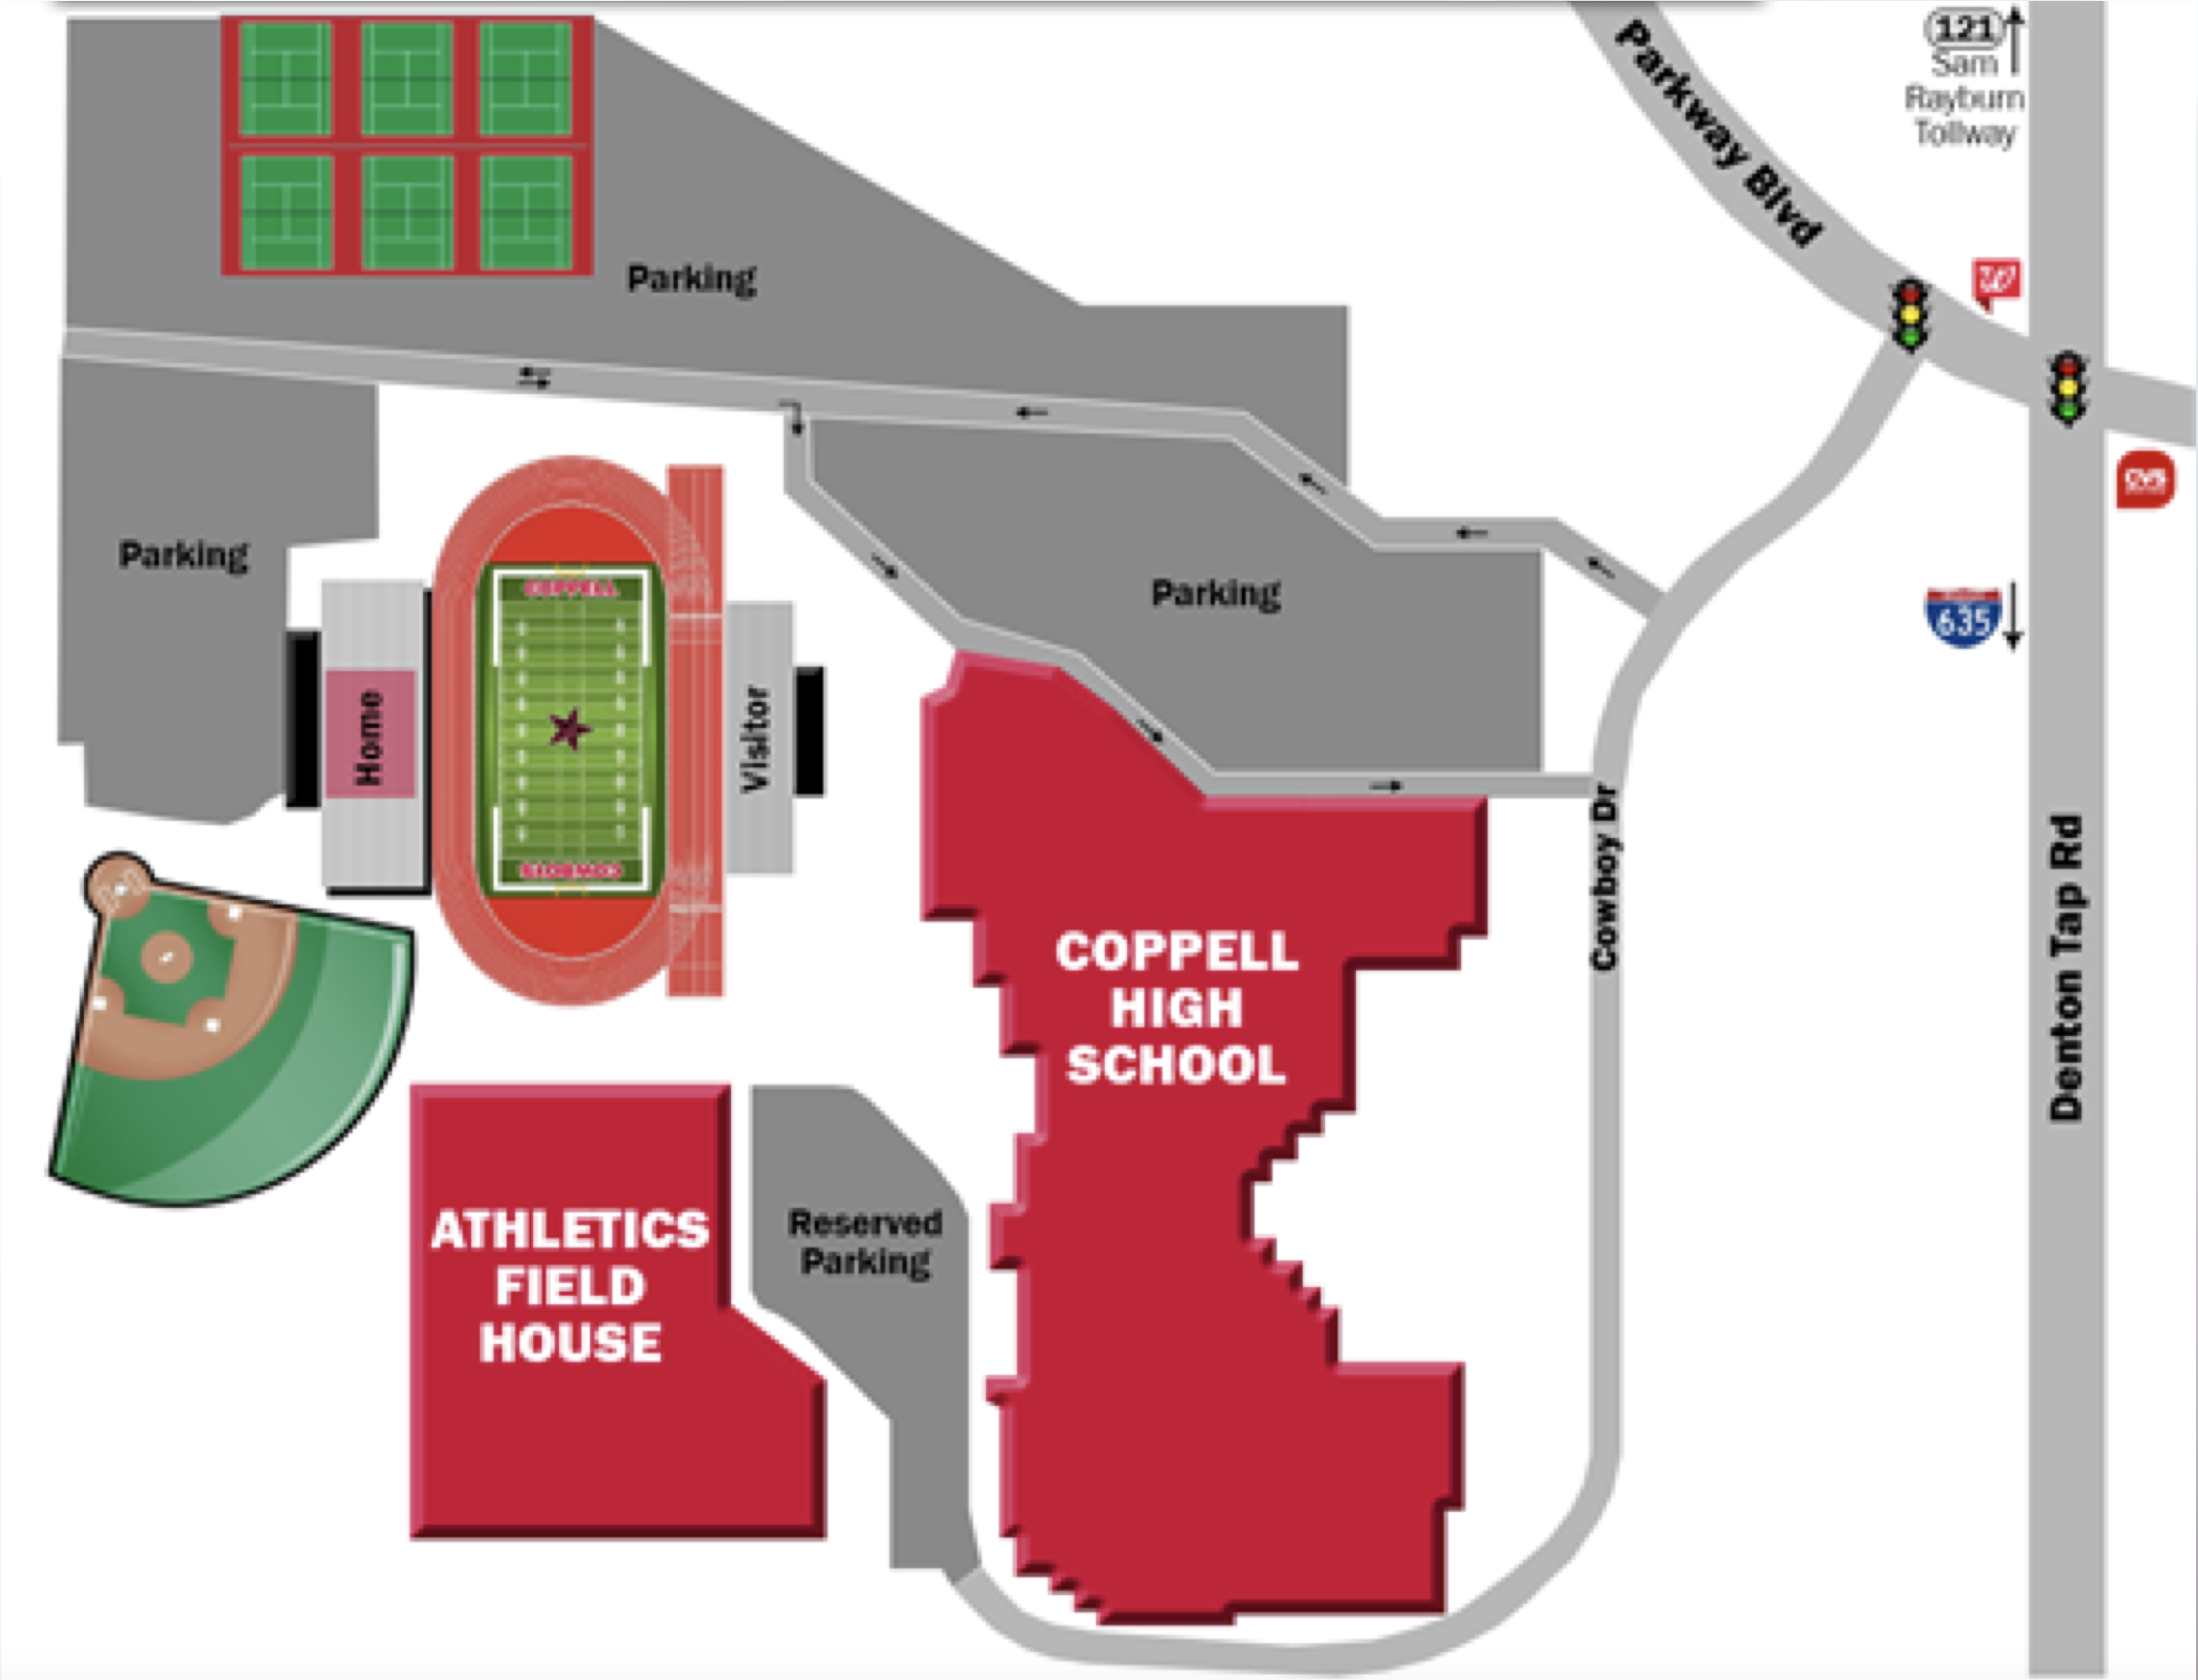 Parkway Blvd
121
Sam
Rayburn
Tollway
Parking
CVS
Parking
Parking
635
COPPELL
Home
Visitor
COWBOYS
Cowboy Dr
Denton Tap Rd
COPPELL
HIGH
SCHOOL
ATHLETICS
FIELD
HOUSE
Reserved
Parking